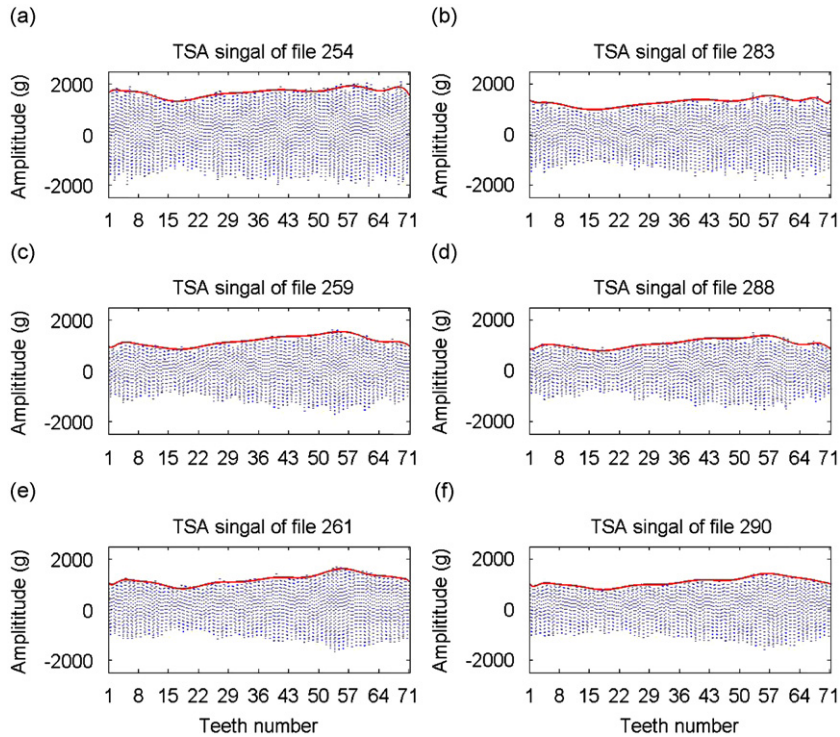 (a)
TSA singal of file 254
Amplititude (g)
2000
0
-2000
1 8 15 22 29 36 43 50 57 64 71
(b)
TSA singal of file 283
Amplititude (g)
2000
0
-2000
1 8 15 22 29 36 43 50 57 64 71
(c)
TSA singal of file 259
Amplititude (g)
2000
0
-2000
1 8 15 22 29 36 43 50 57 64 71
(d)
TSA singal of file 288
Amplititude (g)
2000
0
-2000
1 8 15 22 29 36 43 50 57 64 71
(e)
TSA singal of file 261
Amplititude (g)
2000
0
-2000
1 8 15 22 29 36 43 50 57 64 71
Teeth number
(f)
TSA singal of file 290
Amplititude (g)
2000
0
-2000
1 8 15 22 29 36 43 50 57 64 71
Teeth number